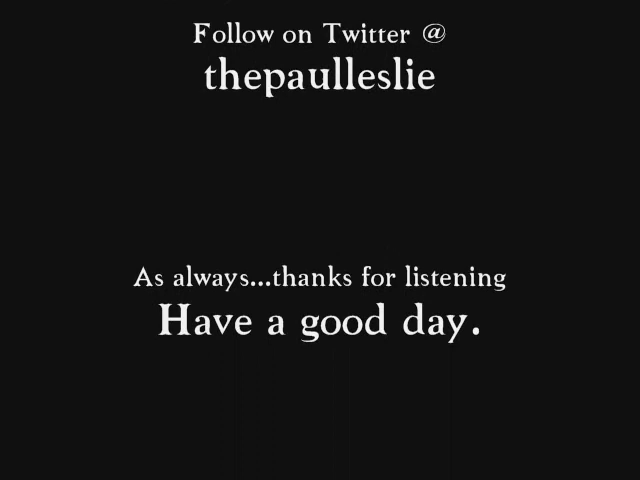 Follow on Twitter @
thepaulleslie
As always...thanks for listening
Have a good day.